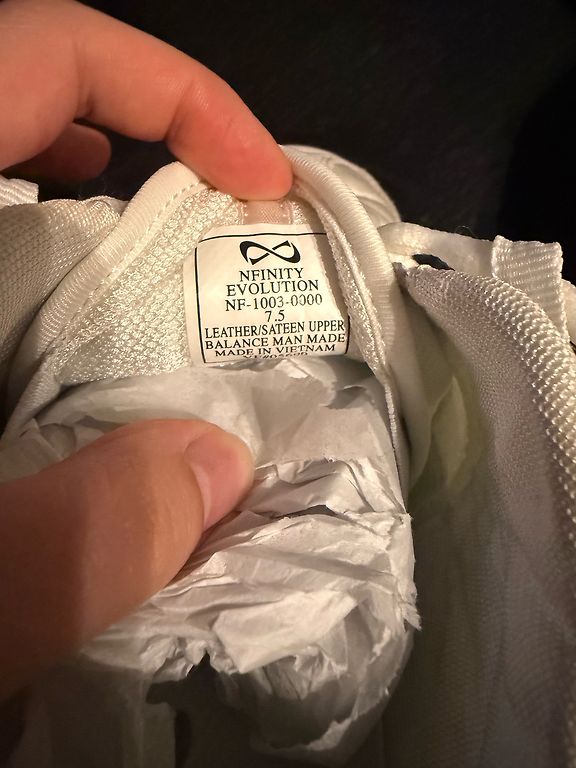 NFINITY
EVOLUTION
NF-1003-0000
7.5
LEATHER/SATEEN UPPER
BALANCE MAN MADE
MADE IN VIETNAM